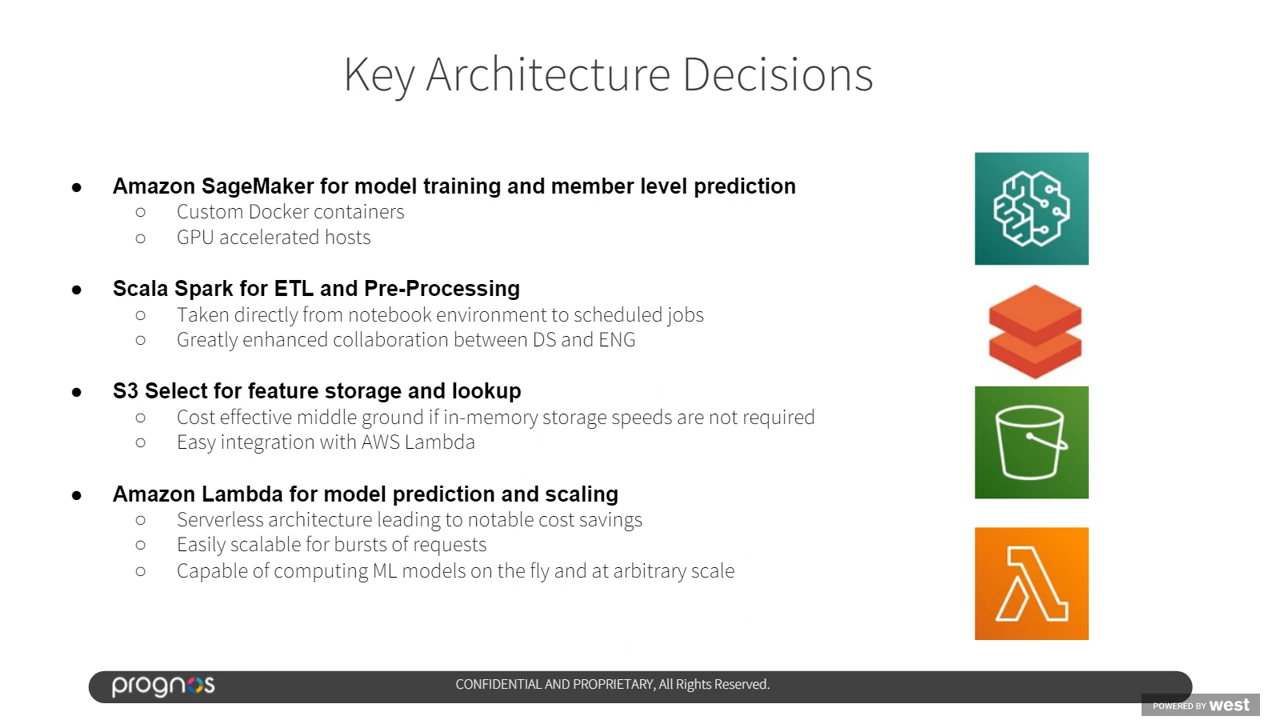 Key Architecture Decisions
● Amazon SageMaker for model training and member level prediction
○ Custom Docker containers
○ GPU accelerated hosts
● Scala Spark for ETL and Pre-Processing
○ Taken directly from notebook environment to scheduled jobs
○ Greatly enhanced collaboration between DS and ENG
● S3 Select for feature storage and lookup
○ Cost effective middle ground if in-memory storage speeds are not required
○ Easy integration with AWS Lambda
● Amazon Lambda for model prediction and scaling
○ Serverless architecture leading to notable cost savings
○ Easily scalable for bursts of requests
○ Capable of computing ML models on the fly and at arbitrary scale
prognos
CONFIDENTIAL AND PROPRIETARY, All Rights Reserved.
POWERED BY west